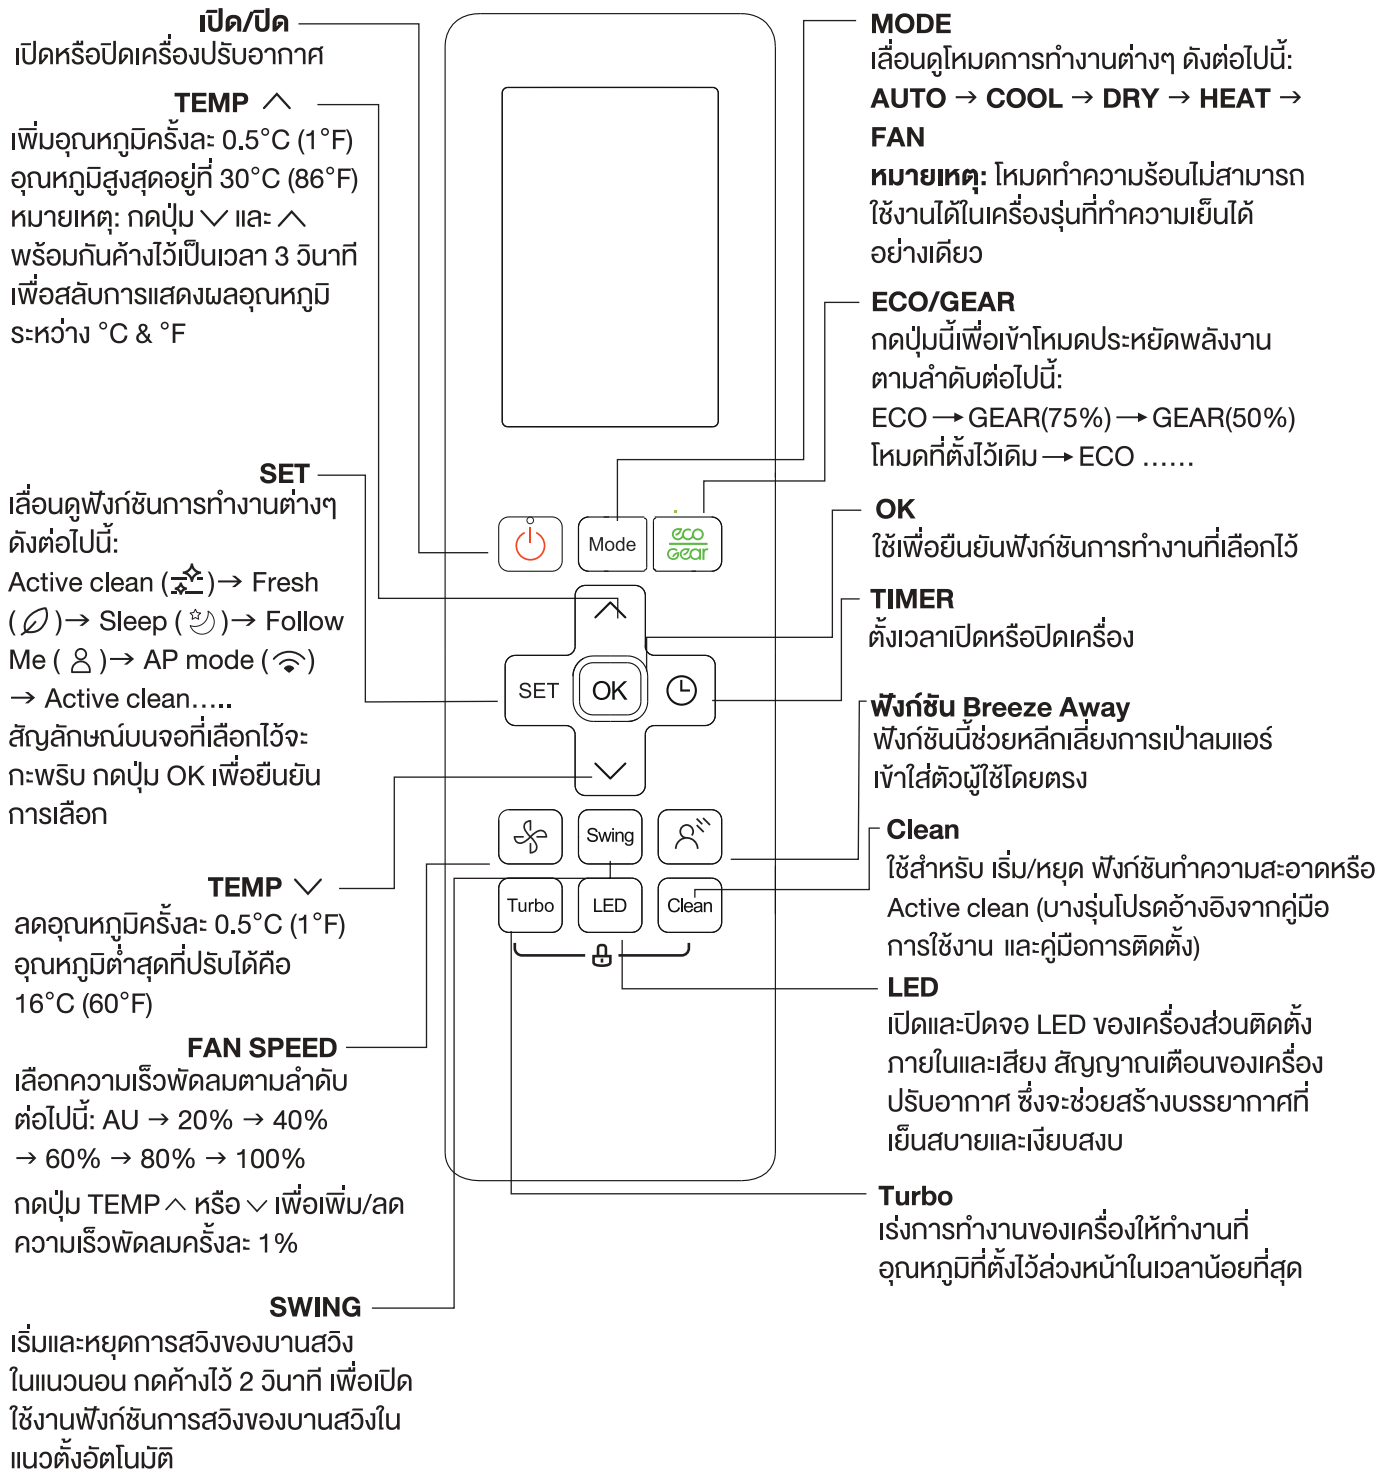 เปิด/ปิด
เปิดหรือปิดเครื่องปรับอากาศ
TEMP
เพิ่มอุณหภูมิครั้งละ 0.5°C (1°F)
อุณหภูมิสูงสุดอยู่ที่ 30°C (86°F)
หมายเหตุ: กดปุ่ม และ
พร้อมกันค้างไว้เป็นเวลา 3 วินาที
เพื่อสลับการแสดงผลอุณหภูมิ
ระหว่าง °C & °F
SET
เลื่อนดูฟังก์ชันการทำงานต่างๆ
ดังต่อไปนี้:
Active clean ( )→ Fresh
( )→ Sleep ( )→ Follow
Me ( )→ AP mode ( )
→ Active clean.....
สัญลักษณ์บนจอที่เลือกไว้จะ
กะพริบ กดปุ่ม OK เพื่อยืนยัน
การเลือก
TEMP
ลดอุณหภูมิครั้งละ 0.5°C (1°F)
อุณหภูมิต่ำสุดที่ปรับได้คือ
16°C (60°F)
FAN SPEED
เลือกความเร็วพัดลมตามลำดับ
ต่อไปนี้: AU → 20% → 40%
→ 60% → 80% → 100%
กดปุ่ม TEMP หรือ เพื่อเพิ่ม/ลด
ความเร็วพัดลมครั้งละ 1%
SWING
เริ่มและหยุดการสวิงของบานสวิง
ในแนวนอน กดค้างไว้ 2 วินาที เพื่อเปิด
ใช้งานฟังก์ชันการสวิงของบานสวิงใน
แนวตั้งอัตโนมัติ
Mode
eco
Gear
SET
OK
Swing
Turbo
LED
Clean
MODE
เลื่อนดูโหมดการทำงานต่างๆ ดังต่อไปนี้:
AUTO → COOL → DRY → HEAT →
FAN
หมายเหตุ: โหมดทำความร้อนไม่สามารถ
ใช้งานได้ในเครื่องรุ่นที่ทำความเย็นได้
อย่างเดียว
ECO/GEAR
กดปุ่มนี้เพื่อเข้าโหมดประหยัดพลังงาน
ตามลำดับต่อไปนี้:
ECO → GEAR(75%) → GEAR(50%)
โหมดที่ตั้งไว้เดิม → ECO ......
OK
ใช้เพื่อยืนยันฟังก์ชันการทำงานที่เลือกไว้
TIMER
ตั้งเวลาเปิดหรือปิดเครื่อง
ฟังก์ชัน Breeze Away
ฟังก์ชันนี้ช่วยหลีกเลี่ยงการเป่าลมแอร์
เข้าใส่ตัวผู้ใช้โดยตรง
Clean
ใช้สำหรับ เริ่ม/หยุด ฟังก์ชันทำความสะอาดหรือ
Active clean (บางรุ่นโปรดอ้างอิงจากคู่มือ
การใช้งาน และคู่มือการติดตั้ง)
LED
เปิดและปิดจอ LED ของเครื่องส่วนติดตั้ง
ภายในและเสียง สัญญาณเตือนของเครื่อง
ปรับอากาศ ซึ่งจะช่วยสร้างบรรยากาศที่
เย็นสบายและเงียบสงบ
Turbo
เร่งการทำงานของเครื่องให้ทำงานที่
อุณหภูมิที่ตั้งไว้ล่วงหน้าในเวลาน้อยที่สุด